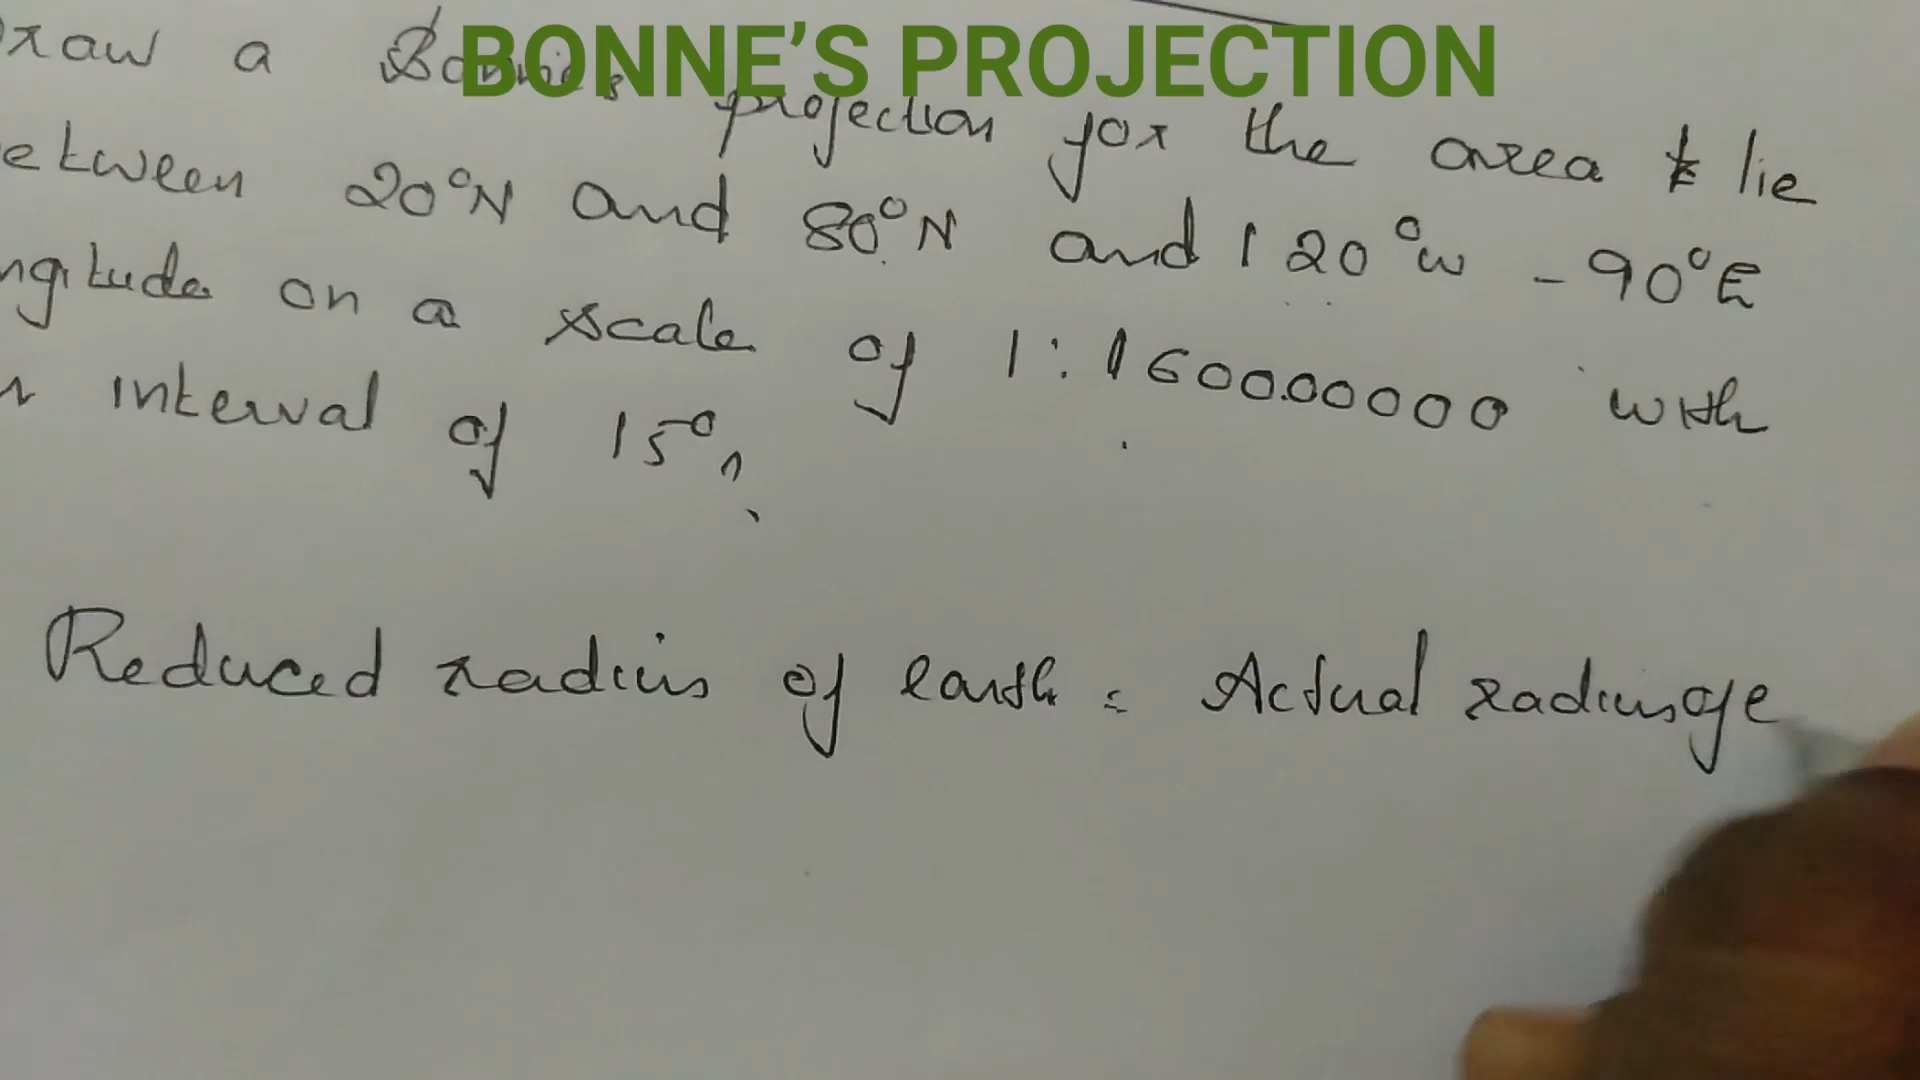 BONNE'S PROJECTION
raw a Bonne's projection for the area lie
etween 20°N and 80°N and 120°W - 90°E
ngitude on a scale of 1:160000000 with
n interval of 15°
Reduced radius of earth = Actual radius of e